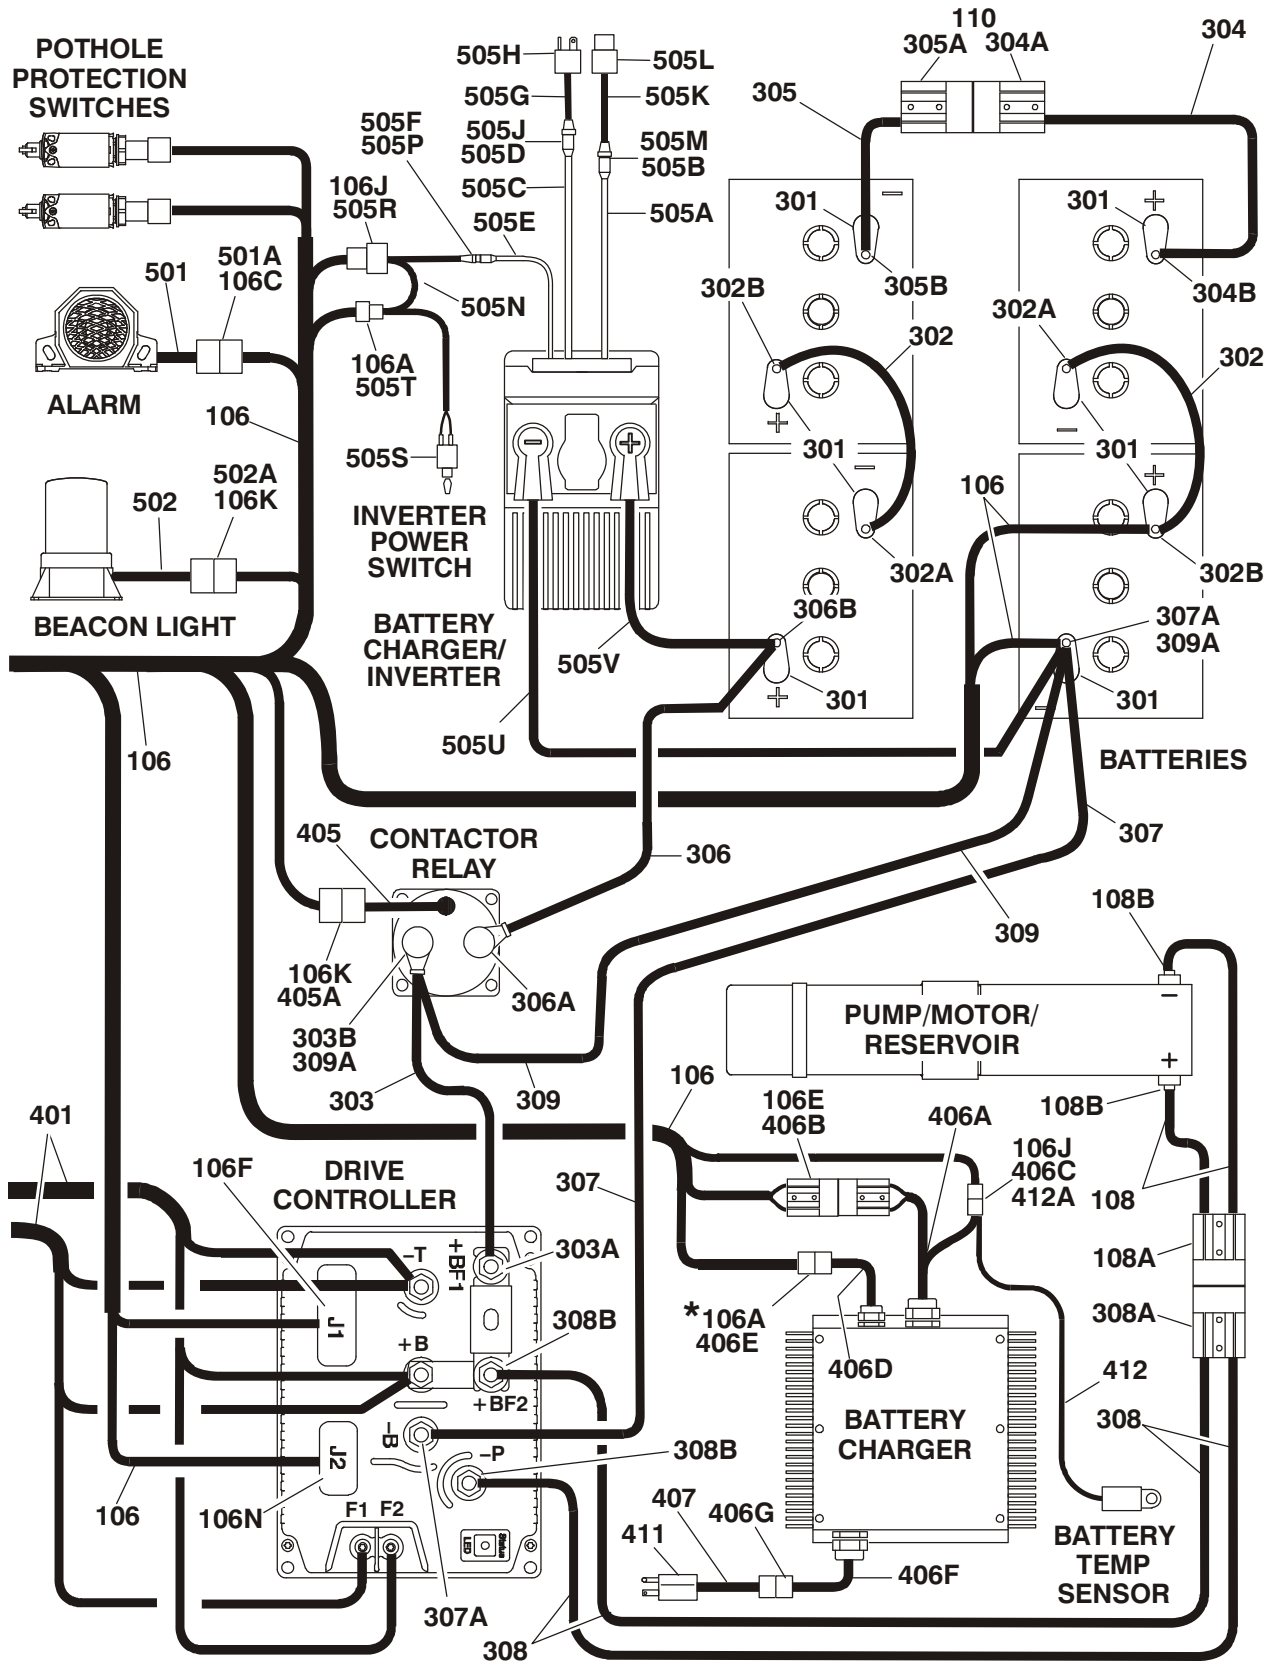 POTHOLE
PROTECTION
SWITCHES
505H
505L
505G
505K
505F
505P
505J
505D
505M
505B
505C
505A
106J
505R
505E
505N
305
110
305A
304A
304
301
−
301
+
305B
304B
302B
302A
302
302
501
501A
106C
ALARM
106
106A
505T
505S
502
502A
106K
BEACON LIGHT
INVERTER
POWER
SWITCH
− +
BATTERY
CHARGER/
INVERTER
+
301
−
−
301
+
106
302A
302B
306B
307A
309A
106
505V
505U
301
+
301
−
BATTERIES
106
405
CONTACTOR
RELAY
306
307
309
108B
106K
405A
306A
303B
309A
303
309
PUMP/MOTOR/
RESERVOIR
−
+
108B
108
401
106F
DRIVE
CONTROLLER
106
106E
406B
406A
106J
406C
412A
307
303A
−T
+BF1
J1
308B
+B
+BF2
108A
308A
*106A
406E
406D
412
308
BATTERY
CHARGER
−B
−P
308B
J2
106
106N
F1 F2
Status
LED
307A
308
411
407
406G
406F
BATTERY
TEMP
SENSOR